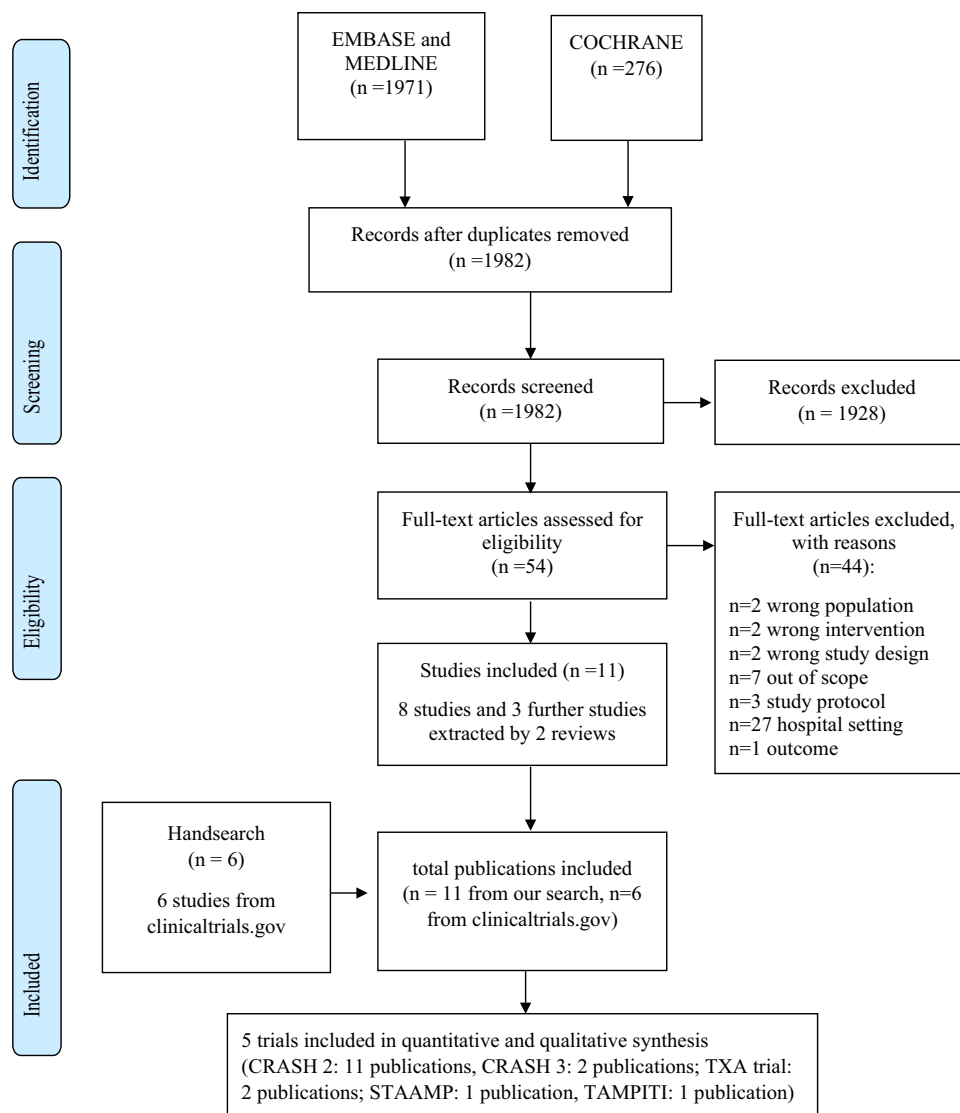 Identification
EMBASE and
MEDLINE
(n =1971)
COCHRANE
(n =276)
Records after duplicates removed
(n =1982)
Screening
Records screened
(n =1982)
Records excluded
(n = 1928)
Eligibility
Full-text articles assessed for
eligibility
(n =54)
Full-text articles excluded,
with reasons
(n=44):
n=2 wrong population
n=2 wrong intervention
n=2 wrong study design
n=7 out of scope
n=3 study protocol
n=27 hospital setting
n=1 outcome
Studies included (n =11)
8 studies and 3 further studies
extracted by 2 reviews
Included
Handsearch
(n = 6)
6 studies from
clinicaltrials.gov
total publications included
(n = 11 from our search, n=6
from clinicaltrials.gov)
5 trials included in quantitative and qualitative synthesis
(CRASH 2: 11 publications, CRASH 3: 2 publications; TXA trial:
2 publications; STAAMP: 1 publication, TAMPITI: 1 publication)